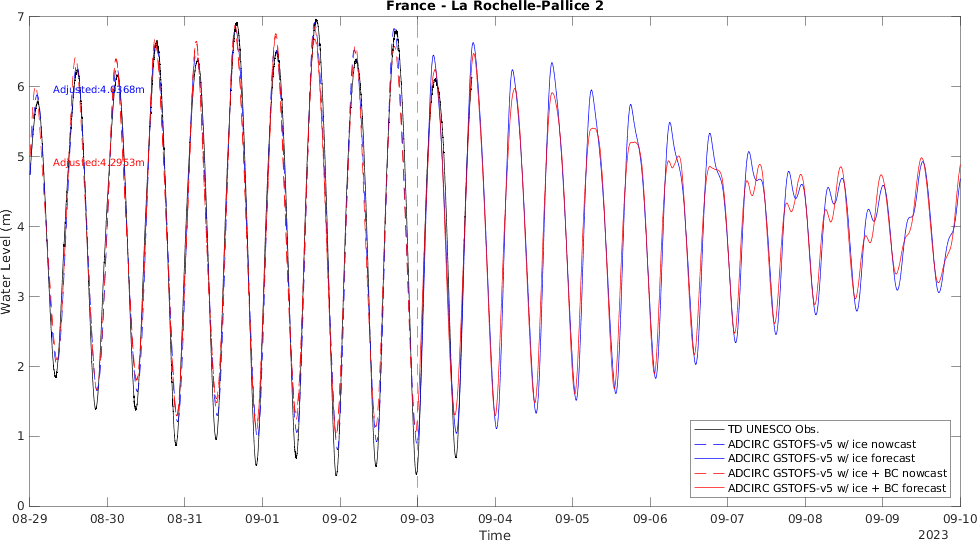 France - La Rochelle-Pallice 2
7
6
5
4
3
2
1
0
Water Level (m)
Adjusted:4.0368m
Adjusted:4.2953m
TD UNESCO Obs.
ADCIRC GSTOFS-v5 w/ ice nowcast
ADCIRC GSTOFS-v5 w/ ice forecast
ADCIRC GSTOFS-v5 w/ ice + BC nowcast
ADCIRC GSTOFS-v5 w/ ice + BC forecast
08-29 08-30 08-31 09-01 09-02 09-03 09-04 09-05 09-06 09-07 09-08 09-09 09-10
Time
2023